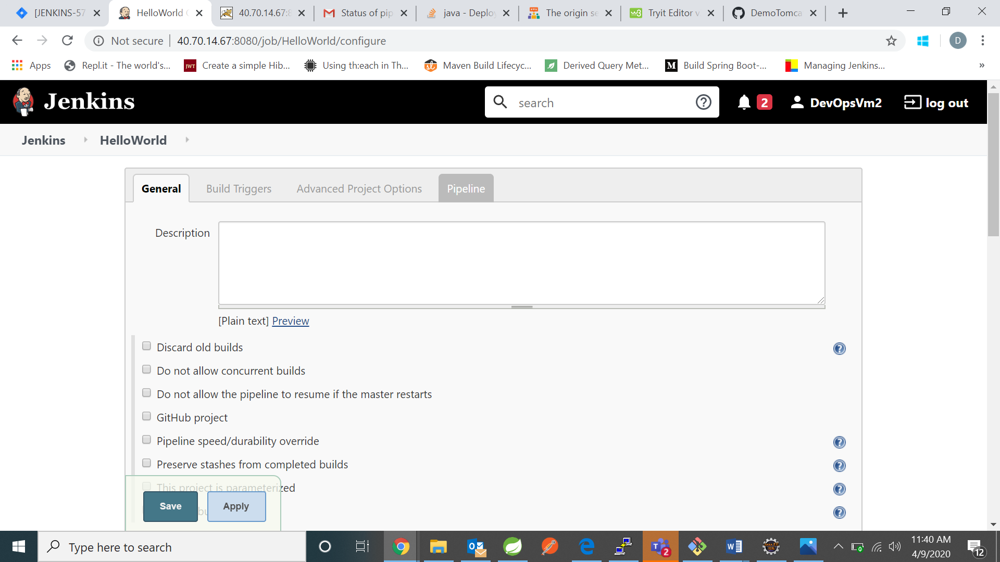 [JENKINS-57
HelloWorld C
40.70.14.67:8
Status of pip
java - Deploy
The origin se
Tryit Editor v
DemoTomca
Not secure
40.70.14.67:8080/job/HelloWorld/configure
D
Apps
Repl.it - The world's...
JWT
Create a simple Hib...
Using th:each in Th...
Maven Build Lifecyc...
Derived Query Met...
M
Build Spring Boot-...
Managing Jenkins...
»
Jenkins
search
2
DevOpsVm2
log out
Jenkins
HelloWorld
General
Build Triggers
Advanced Project Options
Pipeline
Description
[Plain text] Preview
Discard old builds
Do not allow concurrent builds
Do not allow the pipeline to resume if the master restarts
GitHub project
Pipeline speed/durability override
Preserve stashes from completed builds
This project is parameterized
Save
Apply
Type here to search
2
11:40 AM
4/9/2020
12